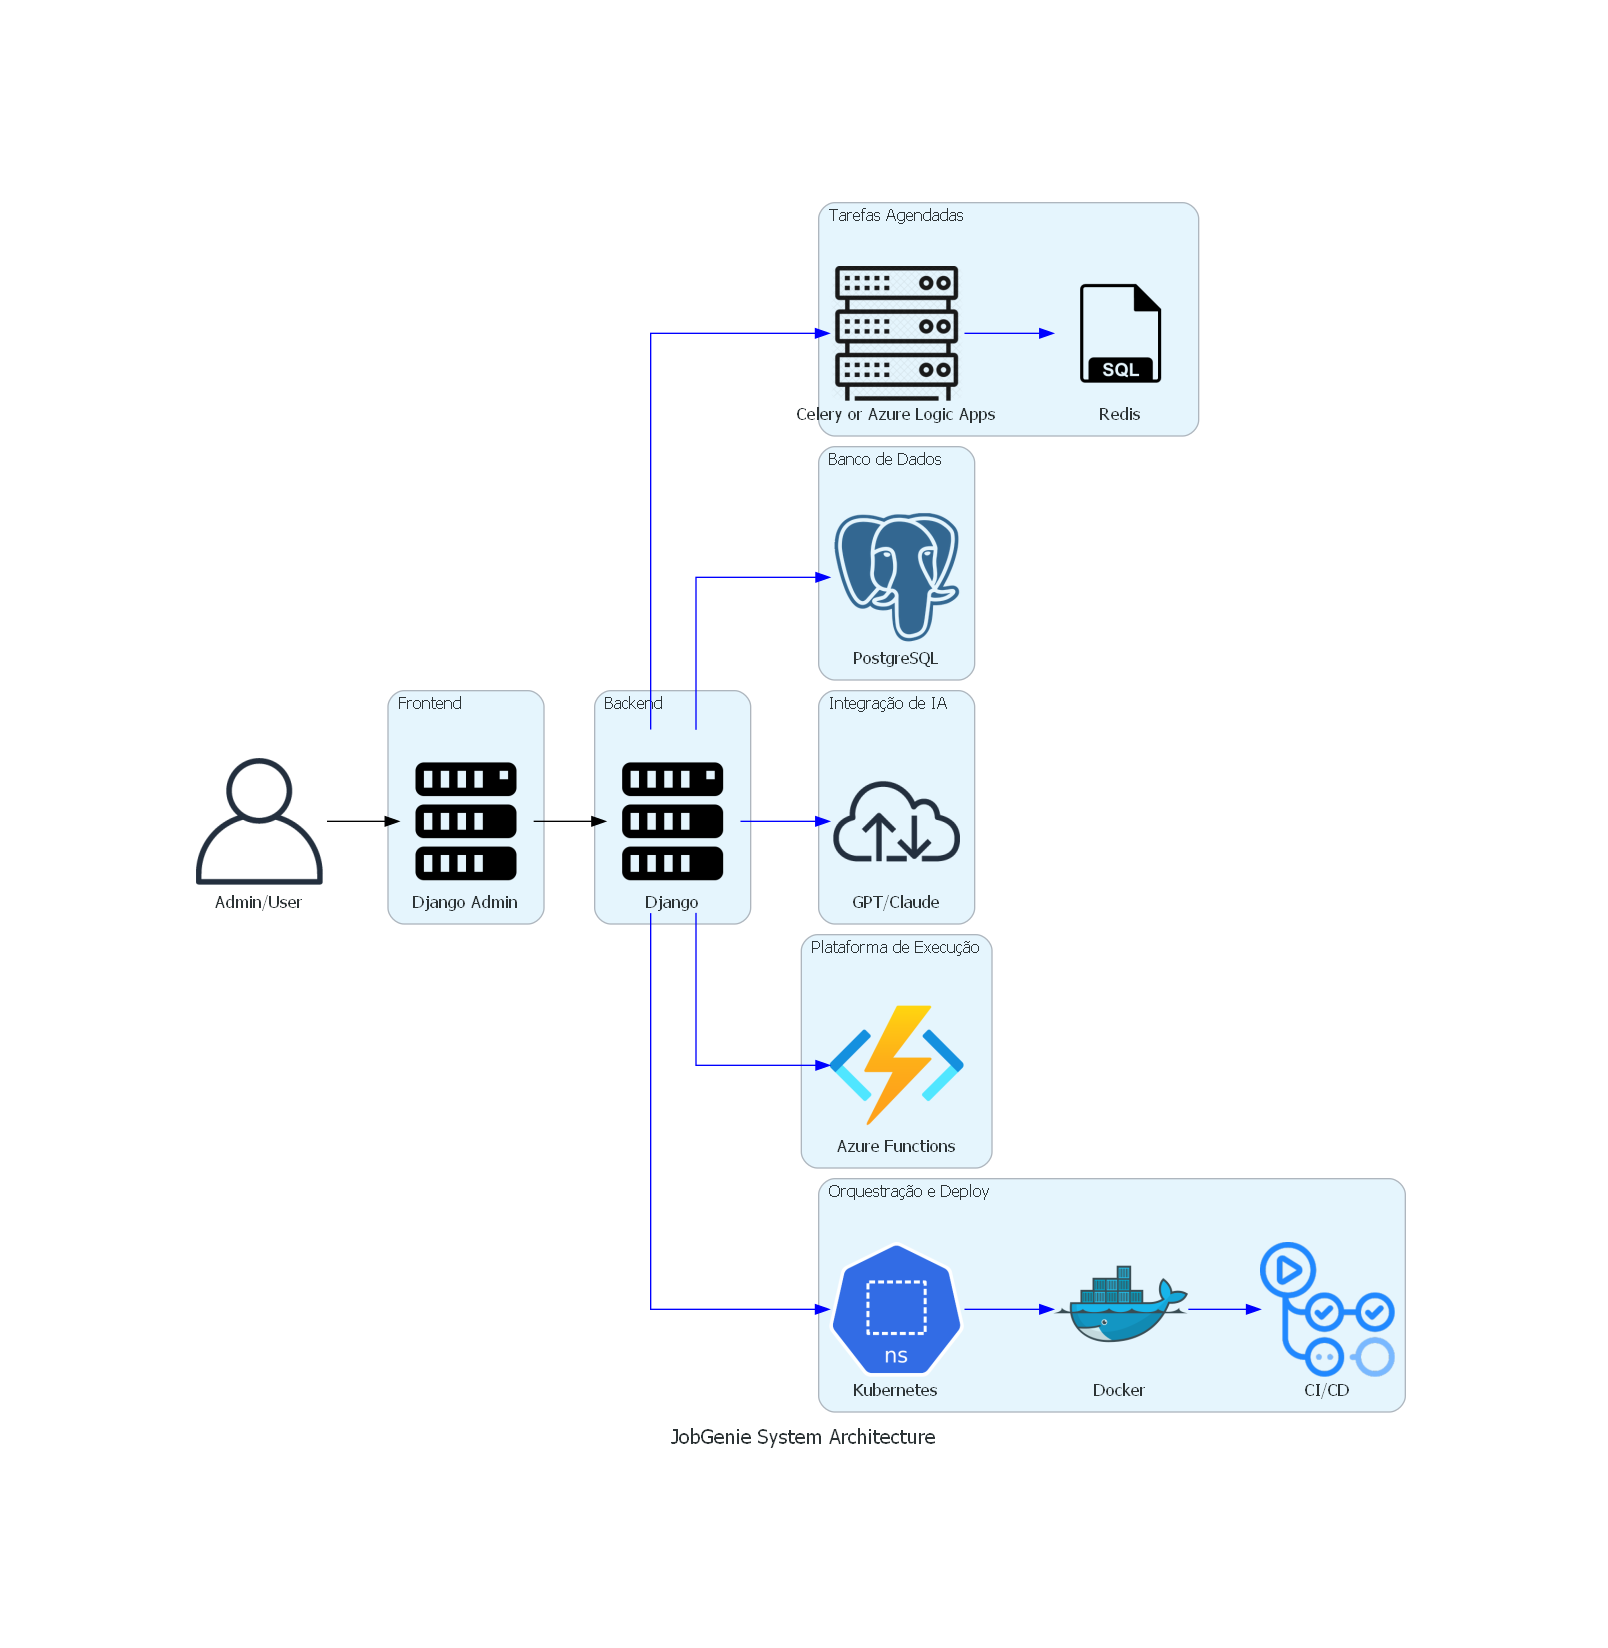 Tarefas Agendadas
SQL
Celery or Azure Logic Apps
Redis
Banco de Dados
PostgreSQL
Frontend
Backend
Integração de IA
Admin/User
Django Admin
Django
GPT/Claude
Plataforma de Execução
Azure Functions
Orquestração e Deploy
ns
Kubernetes
Docker
CI/CD
JobGenie System Architecture